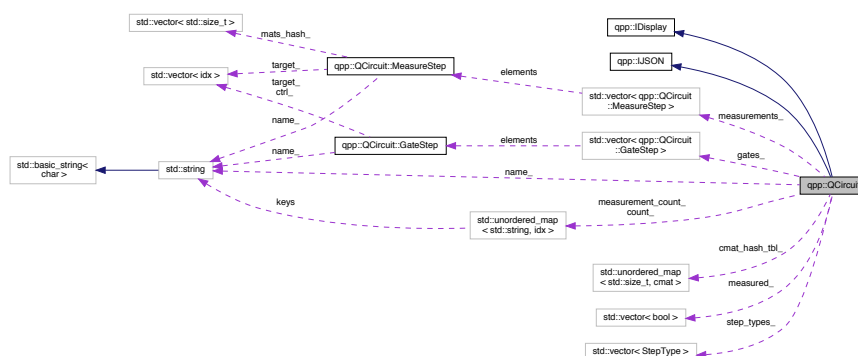 std::vector< std::size_t >
mats_hash_
qpp::IDisplay
qpp::IJSON
qpp::QCircuit::MeasureStep
target_
std::vector< idx >
elements
target_
ctrl_
std::vector< qpp::QCircuit
::MeasureStep >
measurements_
name_
std::vector< qpp::QCircuit
::GateStep >
elements
qpp::QCircuit::GateStep
gates_
name_
std::basic_string<
char >
std::string
name_
qpp::QCircuit
keys
measurement_count_
count_
std::unordered_map
< std::string, idx >
cmat_hash_tbl_
std::unordered_map
< std::size_t, cmat >
measured_
std::vector< bool >
step_types_
std::vector< StepType >